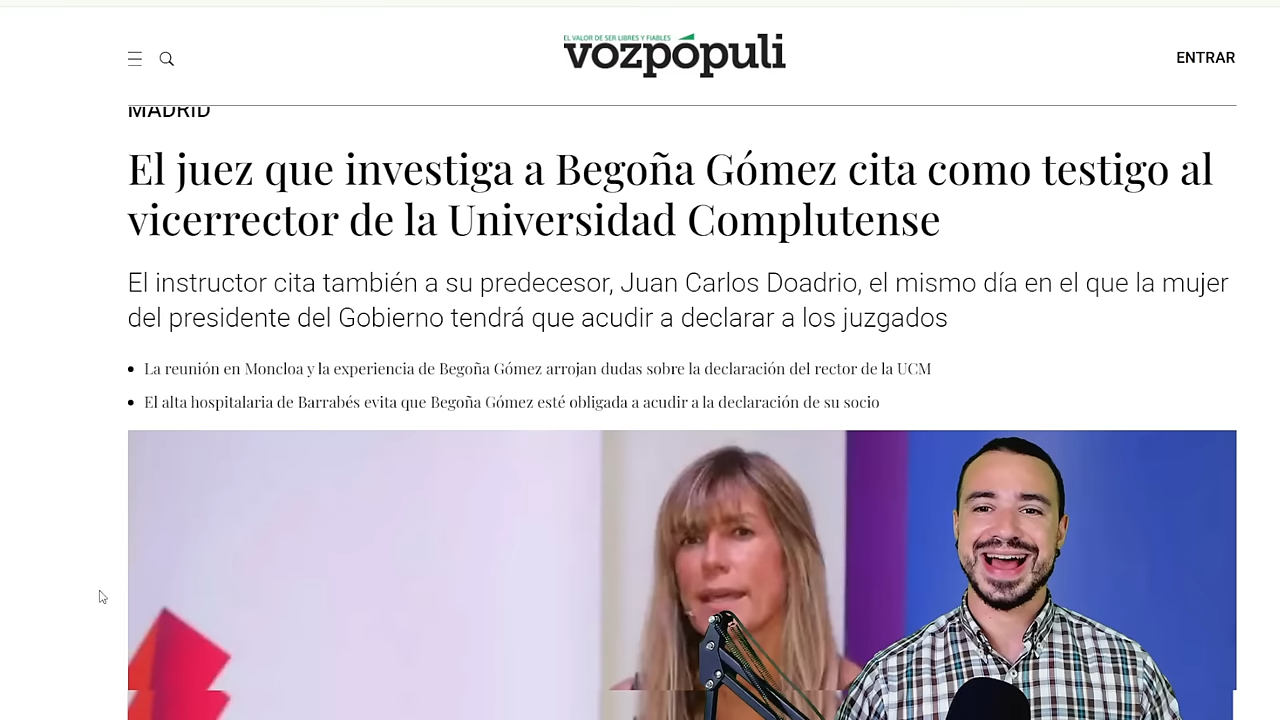 EL VALOR DE SER LIBRES Y FIABLES
vozpópuli
ENTRAR
MADRID
El juez que investiga a Begoña Gómez cita como testigo al
vicerrector de la Universidad Complutense
El instructor cita también a su predecesor, Juan Carlos Doadrio, el mismo día en el que la mujer
del presidente del Gobierno tendrá que acudir a declarar a los juzgados
La reunión en Moncloa y la experiencia de Begoña Gómez arrojan dudas sobre la declaración del rector de la UCM
El alta hospitalaria de Barrabés evita que Begoña Gómez esté obligada a acudir a la declaración de su socio